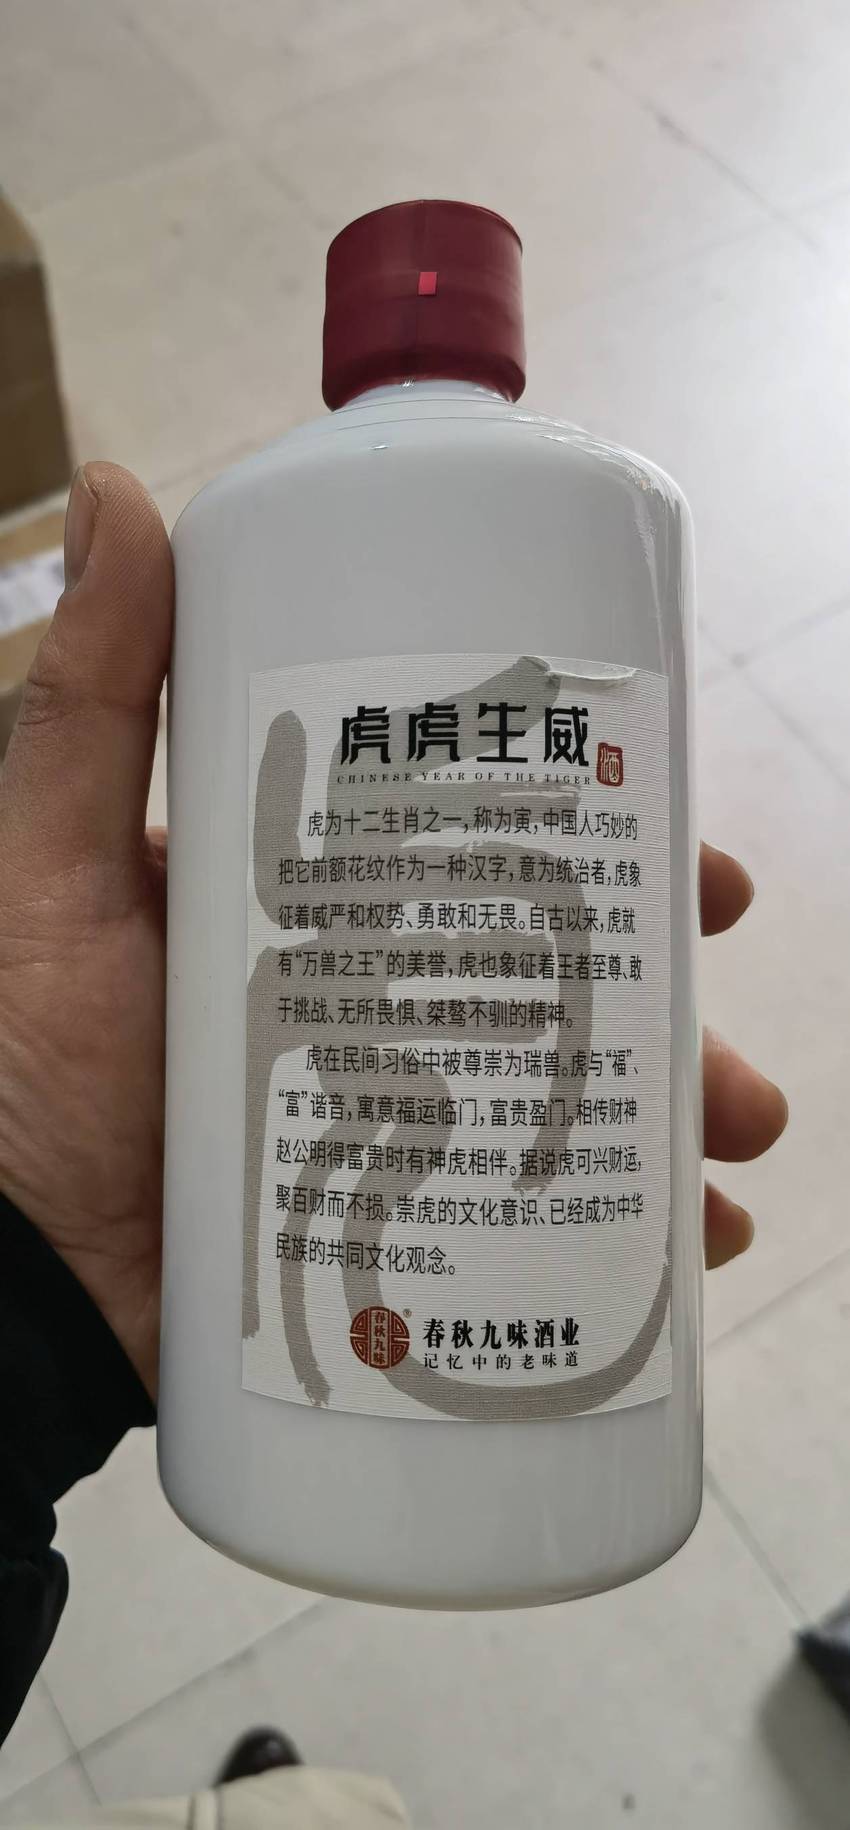 虎虎生威
酒
CHINESE YEAR OF THE TIGER
虎为十二生肖之一，称为寅，中国人巧妙的
把它前额花纹作为一种汉字，意为统治者，虎象
征着威严和权势、勇敢和无畏。自古以来，虎就
有“万兽之王”的美誉，虎也象征着王者至尊、敢
于挑战、无所畏惧、桀骜不驯的精神。
虎在民间习俗中被尊崇为瑞兽。虎与“福”、
“富”谐音，寓意福运临门，富贵盈门。相传财神
赵公明得富贵时有神虎相伴。据说虎可兴财运，
聚百财而不损。崇虎的文化意识、已经成为中华
民族的共同文化观念。
春秋九味
®
春秋九味酒业
记忆中的老味道